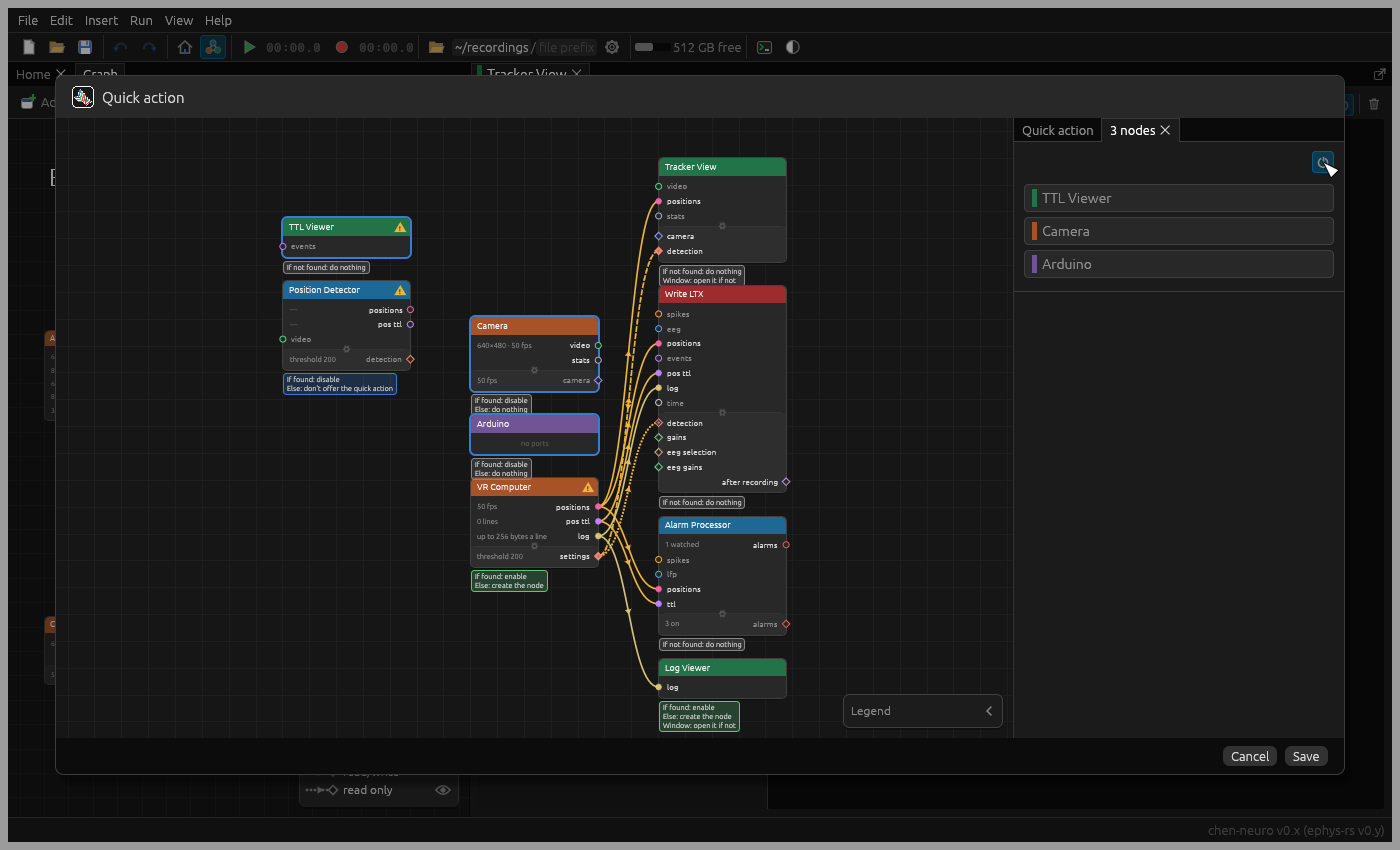 File Edit Insert Run View Help
00:00.0 00:00.0 ~/recordings/ file prefix 512 GB free
Home Graph Tracker View
Quick action
Quick action 3 nodes
TTL Viewer
Camera
Arduino
TTL Viewer
events
If not found: do nothing
Position Detector
— positions
— pos ttl
video
threshold 200 detection
If found: disable
Else: don't offer the quick action
Camera
640×480 · 50 fps video
stats
50 fps camera
If found: disable
Else: do nothing
Arduino
no ports
If found: disable
Else: do nothing
VR Computer
50 fps positions
0 lines pos ttl
up to 256 bytes a line log
threshold 200 settings
If found: enable
Else: create the node
Tracker View
video
positions
stats
camera
detection
If not found: do nothing
Window: open it if not
Write LTX
spikes
eeg
positions
events
pos ttl
log
time
detection
gains
eeg selection
eeg gains
after recording
If not found: do nothing
Alarm Processor
1 watched alarms
spikes
lfp
positions
ttl
3 on alarms
If not found: do nothing
Log Viewer
log
If found: enable
Else: create the node
Window: open it if not
Legend
Cancel Save
read only
chen-neuro v0.x (ephys-rs v0.y)